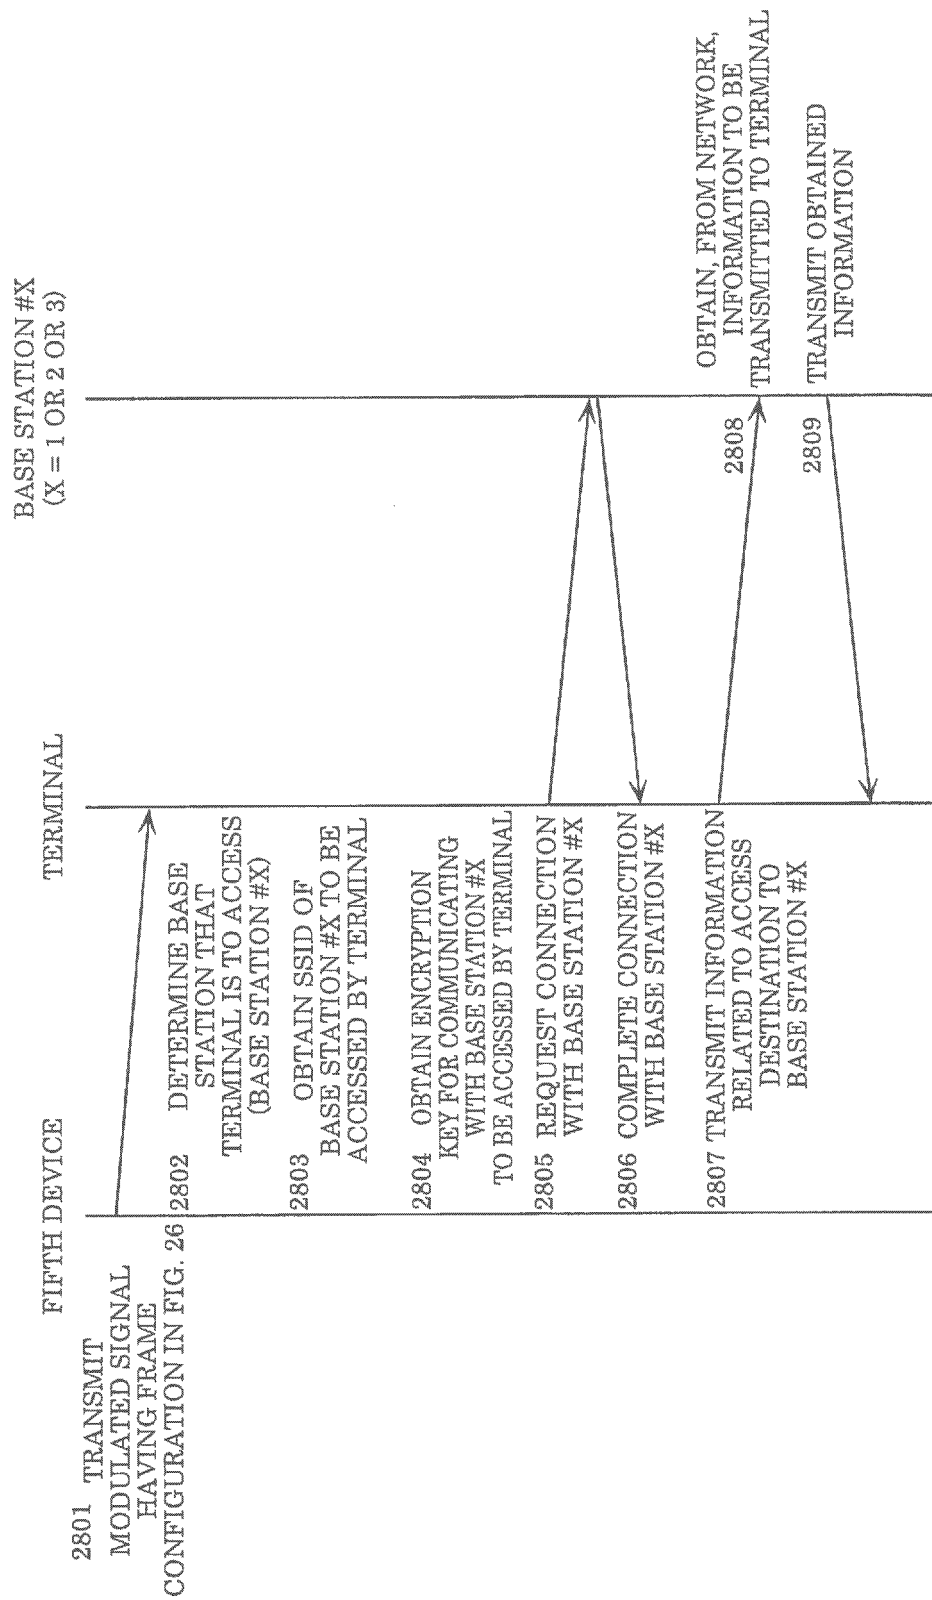 FIFTH DEVICE
TERMINAL
BASE STATION #X
(X = 1 OR 2 OR 3)
2801 TRANSMIT
MODULATED SIGNAL
HAVING FRAME
CONFIGURATION IN FIG. 26
2802 DETERMINE BASE
STATION THAT
TERMINAL IS TO ACCESS
(BASE STATION #X)
2803 OBTAIN SSID OF
BASE STATION #X TO BE
ACCESSED BY TERMINAL
2804 OBTAIN ENCRYPTION
KEY FOR COMMUNICATING
WITH BASE STATION #X
TO BE ACCESSED BY TERMINAL
2805 REQUEST CONNECTION
WITH BASE STATION #X
2806 COMPLETE CONNECTION
WITH BASE STATION #X
2807 TRANSMIT INFORMATION
RELATED TO ACCESS
DESTINATION TO
BASE STATION #X
OBTAIN, FROM NETWORK,
INFORMATION TO BE
2808 TRANSMITTED TO TERMINAL
2809 TRANSMIT OBTAINED
INFORMATION